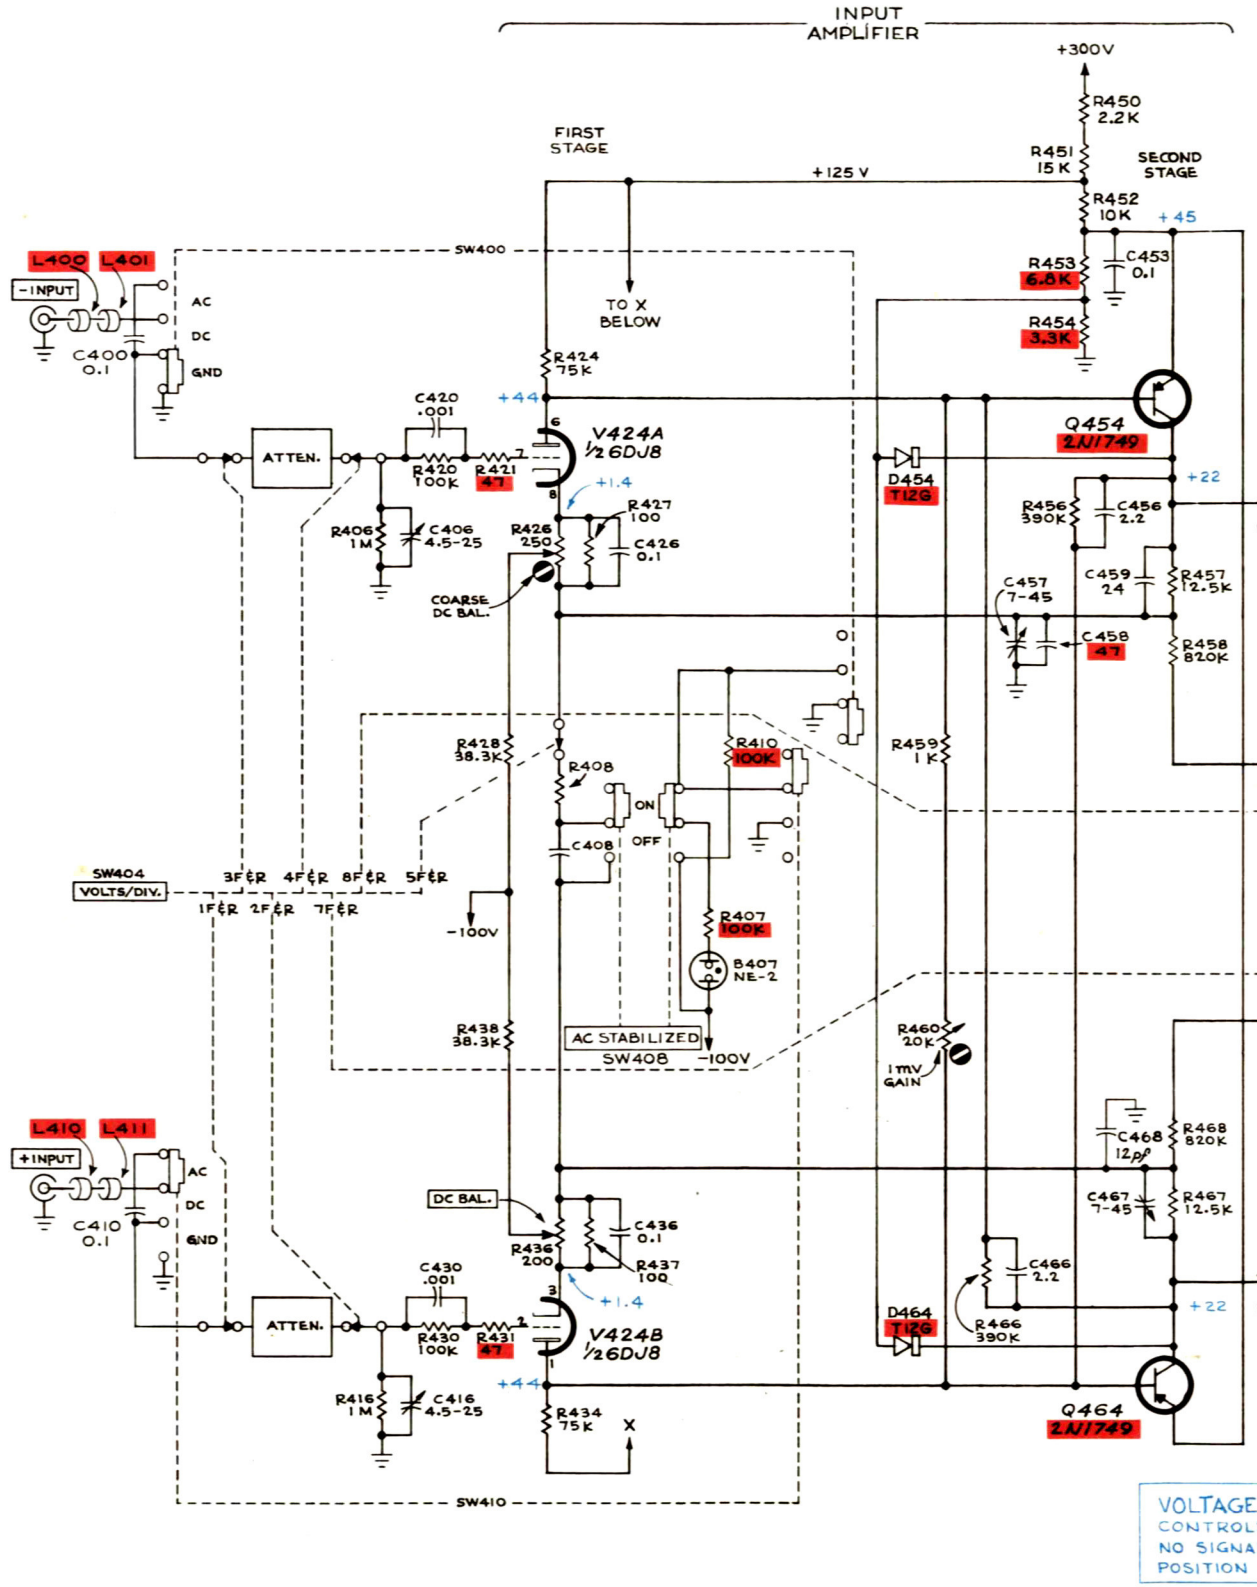 INPUT
AMPLIFIER
+300V
R450
2.2K
FIRST
STAGE
R451
15 K
SECOND
STAGE
+125 V
R452
10K
+45
SW400
L400
L401
-INPUT
AC
DC
GND
C400
0.1
TO X
BELOW
R453
6.8K
C453
0.1
R454
3.3K
R424
75K
+44
C420
.001
6
V424A
1/2 6DJ8
7
8
ATTEN.
R420
100K
R421
47
+1.4
Q454
2N1749
D454
T12G
+22
R427
100
R456
390K
C456
2.2
R406
1M
C406
4.5-25
R426
250
C426
0.1
COARSE
DC BAL.
C457
7-45
C459
24
R457
12.5K
C458
47
R458
820K
R428
38.3K
R408
R410
100K
R459
1K
ON
OFF
C408
SW404
VOLTS/DIV.
3F&R
4F&R
8F&R
5F&R
1F&R
2F&R
7F&R
-100V
R407
100K
B407
NE-2
R438
38.3K
AC STABILIZED
SW408
-100V
R460
20K
1mV
GAIN
L410
L411
+INPUT
AC
DC
GND
C410
0.1
C468
12pf
R468
820K
DC BAL.
C467
7-45
R467
12.5K
R436
200
C436
0.1
R437
100
+1.4
C466
2.2
R466
390K
+22
C430
.001
3
V424B
1/2 6DJ8
2
1
ATTEN.
R430
100K
R431
47
D464
T12G
+44
R416
1M
C416
4.5-25
R434
75K
X
Q464
2N1749
SW410
VOLTAGE
CONTROL
NO SIGNA
POSITION